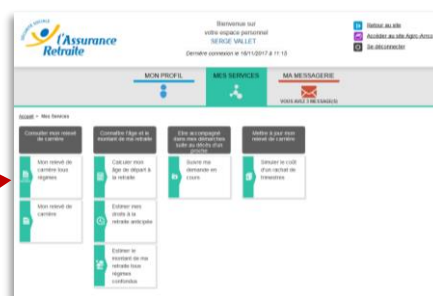 SÉCURITÉ SOCIALE
l'Assurance
Retraite
Bienvenue sur
votre espace personnel
SERGE VALLET
Dernière connexion le 16/11/2017 à 11:15
Retour au site
Accéder au site Agirc-Arrco
Se déconnecter
MON PROFIL
MES SERVICES
MA MESSAGERIE
VOUS AVEZ 3 MESSAGE(S)
Accueil > Mes Services
Consulter mon relevé
de carrière
Mon relevé de
carrière tous
régimes
Mon relevé de
carrière
Connaître l'âge et le
montant de ma retraite
Calculer mon
âge de départ à
la retraite
Estimer mes
droits à la
retraite anticipée
Estimer le
montant de ma
retraite tous
régimes
confondus
Etre accompagné
dans mes démarches
suite au décès d'un
proche
Suivre ma
demande en
cours
Mettre à jour mon
relevé de carrière
Simuler le coût
d'un rachat de
trimestres